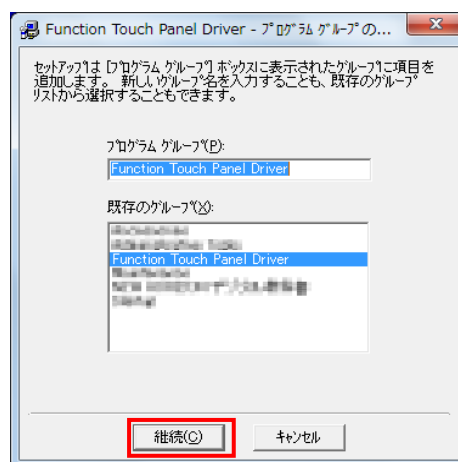 Function Touch Panel Driver - ﾌﾟﾛｸﾞﾗﾑ ｸﾞﾙｰﾌﾟの...
ｾｯﾄｱｯﾌﾟは [ﾌﾟﾛｸﾞﾗﾑ ｸﾞﾙｰﾌﾟ] ﾎﾞｯｸｽに表示されたｸﾞﾙｰﾌﾟに項目を
追加します。 新しいｸﾞﾙｰﾌﾟ名を入力することも、既存のｸﾞﾙｰﾌﾟ
ﾘｽﾄから選択することもできます。
ﾌﾟﾛｸﾞﾗﾑ ｸﾞﾙｰﾌﾟ(P):
Function Touch Panel Driver
既存のｸﾞﾙｰﾌﾟ(X):
Function Touch Panel Driver
継続(C)
ｷｬﾝｾﾙ